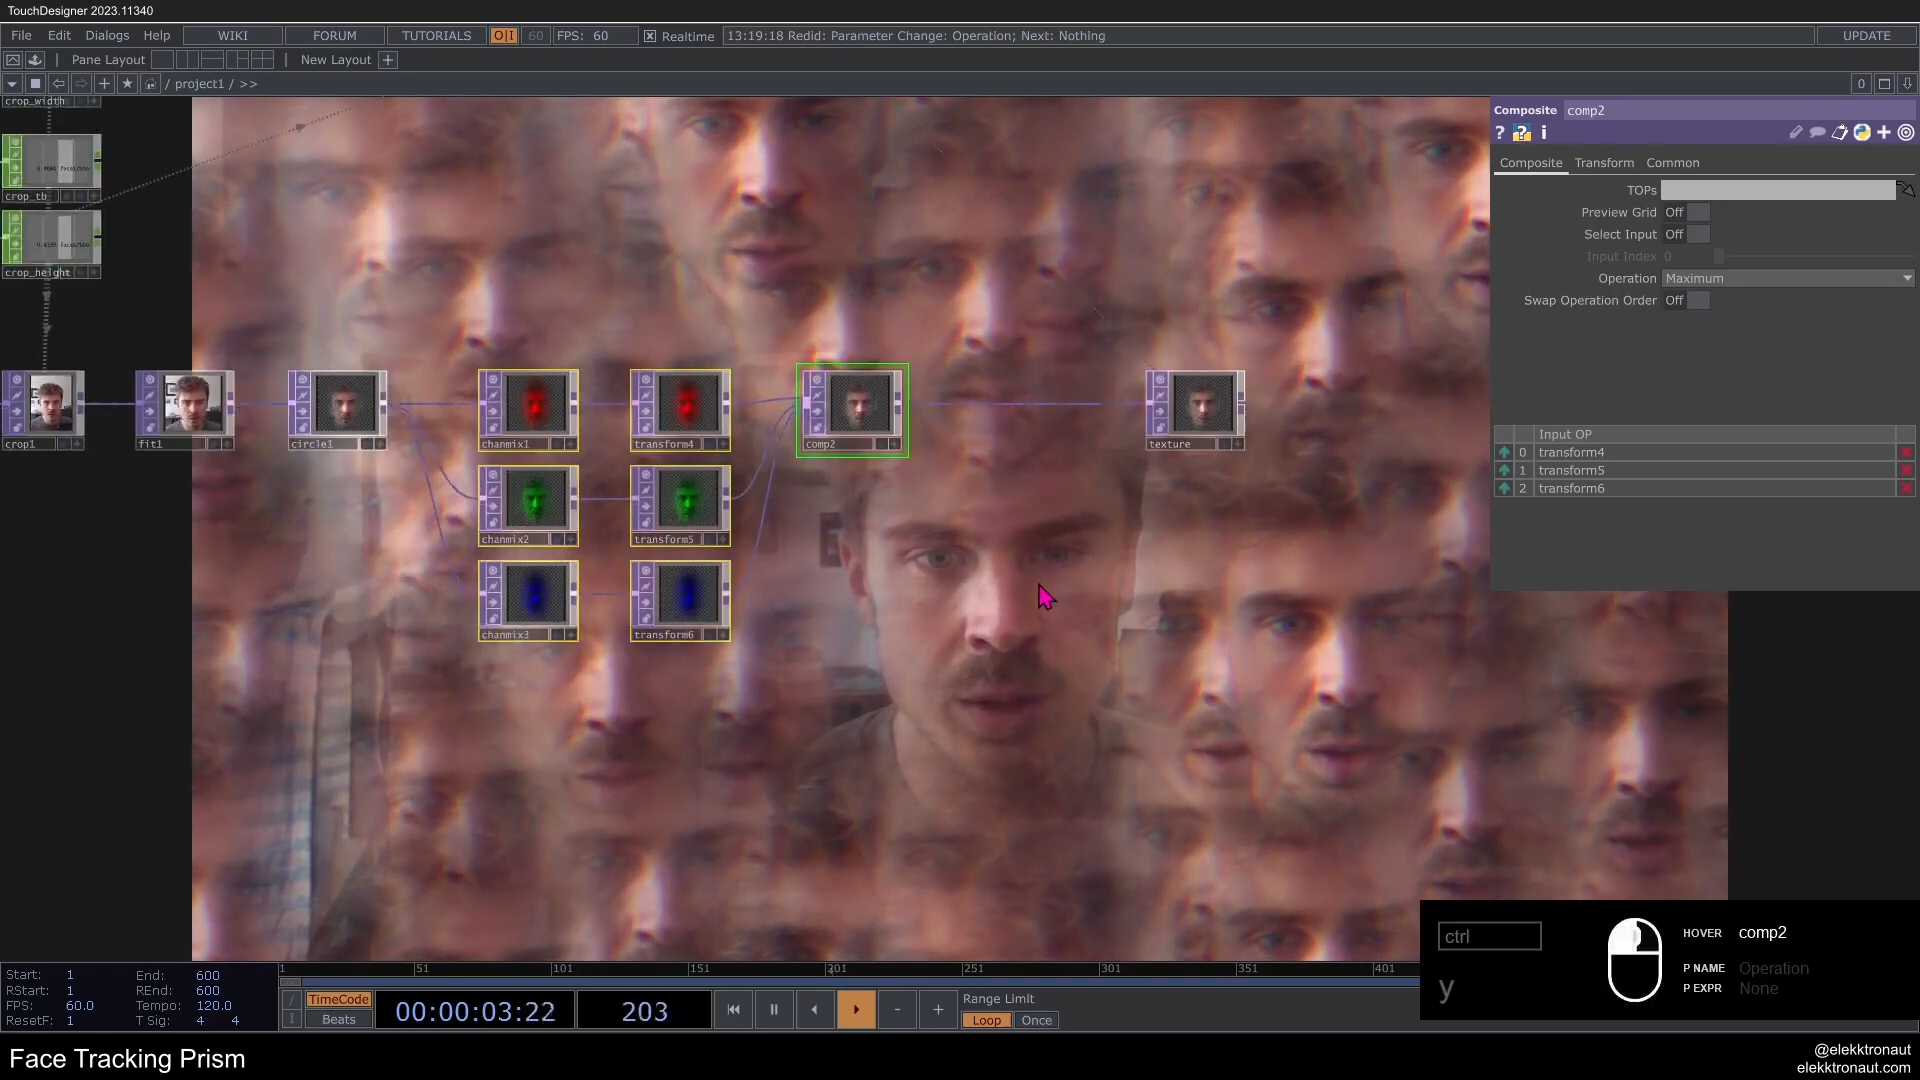 TouchDesigner 2023.11340
File Edit Dialogs Help WIKI FORUM TUTORIALS O|I 60 FPS: 60 Realtime 13:19:18 Redid: Parameter Change: Operation; Next: Nothing UPDATE
Pane Layout New Layout
/ project1 / >> 0
crop_width
crop_tb
crop_height
crop1 fit1 circle1 chanmix1 transform4 comp2 texture
chanmix2 transform5
chanmix3 transform6
Composite comp2
? ? i
Composite Transform Common
TOPs
Preview Grid Off
Select Input Off
Input Index 0
Operation Maximum
Swap Operation Order Off
Input OP
0 transform4
1 transform5
2 transform6
ctrl
y
HOVER comp2
P NAME Operation
P EXPR None
1 51 101 151 201 251 301 351 401
Start: 1 End: 600
RStart: 1 REnd: 600
FPS: 60.0 Tempo: 120.0
ResetF: 1 T Sig: 4 4
TimeCode
Beats
00:00:03:22 203
Range Limit
Loop Once
Face Tracking Prism
@elekktronaut
elekktronaut.com